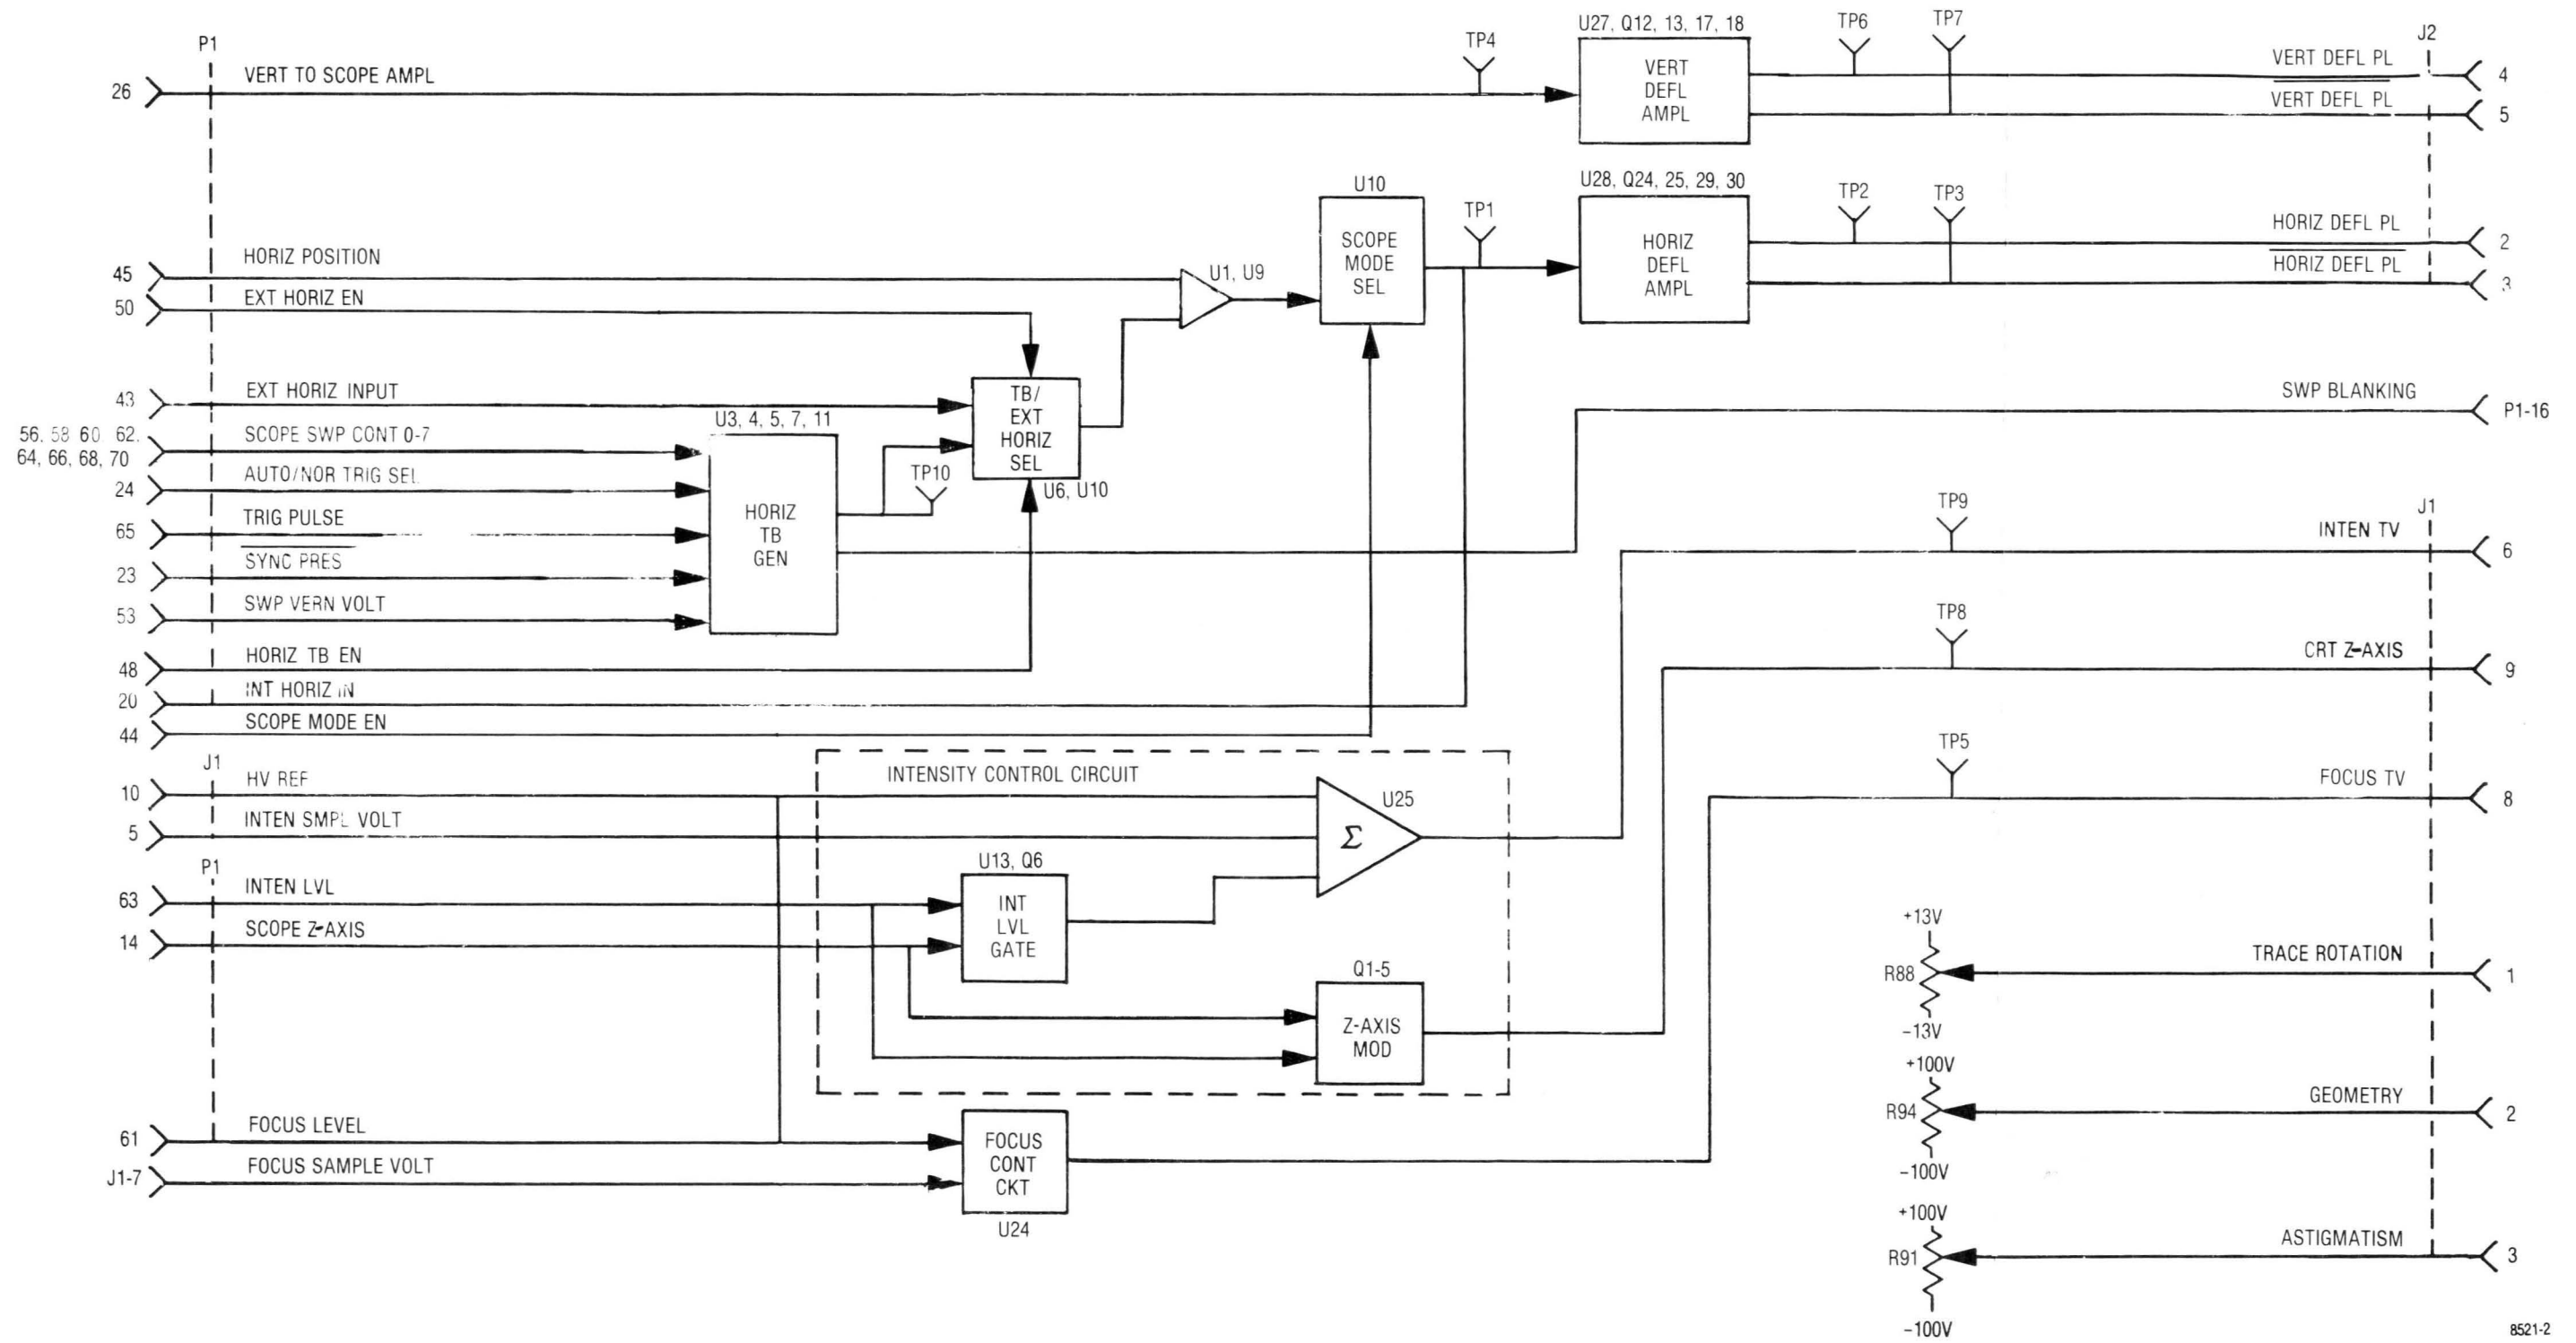 P1
26
VERT TO SCOPE AMPL
TP4
U27, Q12, 13, 17, 18
VERT
DEFL
AMPL
TP6
TP7
J2
VERT DEFL PL
4
VERT DEFL PL
5
45
HORIZ POSITION
50
EXT HORIZ EN
U1, U9
U10
SCOPE
MODE
SEL
TP1
U28, Q24, 25, 29, 30
HORIZ
DEFL
AMPL
TP2
TP3
HORIZ DEFL PL
2
HORIZ DEFL PL
3
43
EXT HORIZ INPUT
56, 58 60 62,
64, 66, 68, 70
SCOPE SWP CONT 0-7
24
AUTO/NOR TRIG SEL
65
TRIG PULSE
23
SYNC PRES
53
SWP VERN VOLT
U3, 4, 5, 7, 11
HORIZ
TB
GEN
TP10
TB/
EXT
HORIZ
SEL
U6, U10
SWP BLANKING
P1-16
48
HORIZ TB EN
20
INT HORIZ IN
44
SCOPE MODE EN
TP9
J1
INTEN TV
6
TP8
CRT Z-AXIS
9
TP5
FOCUS TV
8
J1
10
HV REF
5
INTEN SMPL VOLT
INTENSITY CONTROL CIRCUIT
U25
Σ
P1
63
INTEN LVL
14
SCOPE Z-AXIS
U13, Q6
INT
LVL
GATE
Q1-5
Z-AXIS
MOD
61
FOCUS LEVEL
J1-7
FOCUS SAMPLE VOLT
FOCUS
CONT
CKT
U24
+13V
R88
-13V
TRACE ROTATION
1
+100V
R94
-100V
GEOMETRY
2
+100V
R91
-100V
ASTIGMATISM
3
8521-2